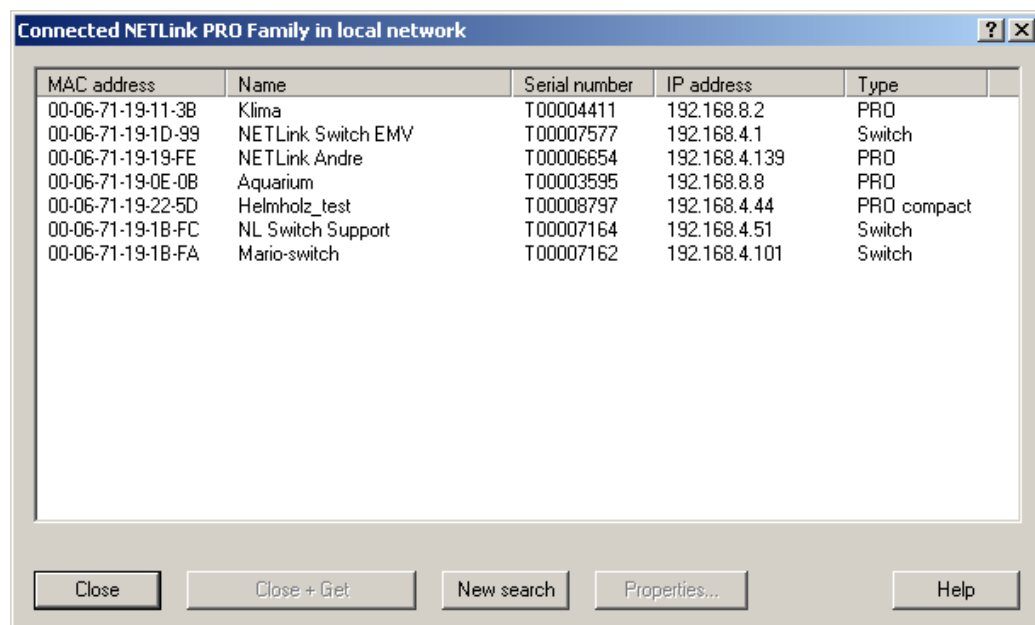 Connected NETLink PRO Family in local network
MAC address Name Serial number IP address Type
00-06-71-19-11-3B Klima T00004411 192.168.8.2 PRO
00-06-71-19-1D-99 NETLink Switch EMV T00007577 192.168.4.1 Switch
00-06-71-19-19-FE NETLink Andre T00006654 192.168.4.139 PRO
00-06-71-19-0E-0B Aquarium T00003595 192.168.8.8 PRO
00-06-71-19-22-5D Helmholz_test T00008797 192.168.4.44 PRO compact
00-06-71-19-1B-FC NL Switch Support T00007164 192.168.4.51 Switch
00-06-71-19-1B-FA Mario-switch T00007162 192.168.4.101 Switch
Close Close + Get New search Properties... Help